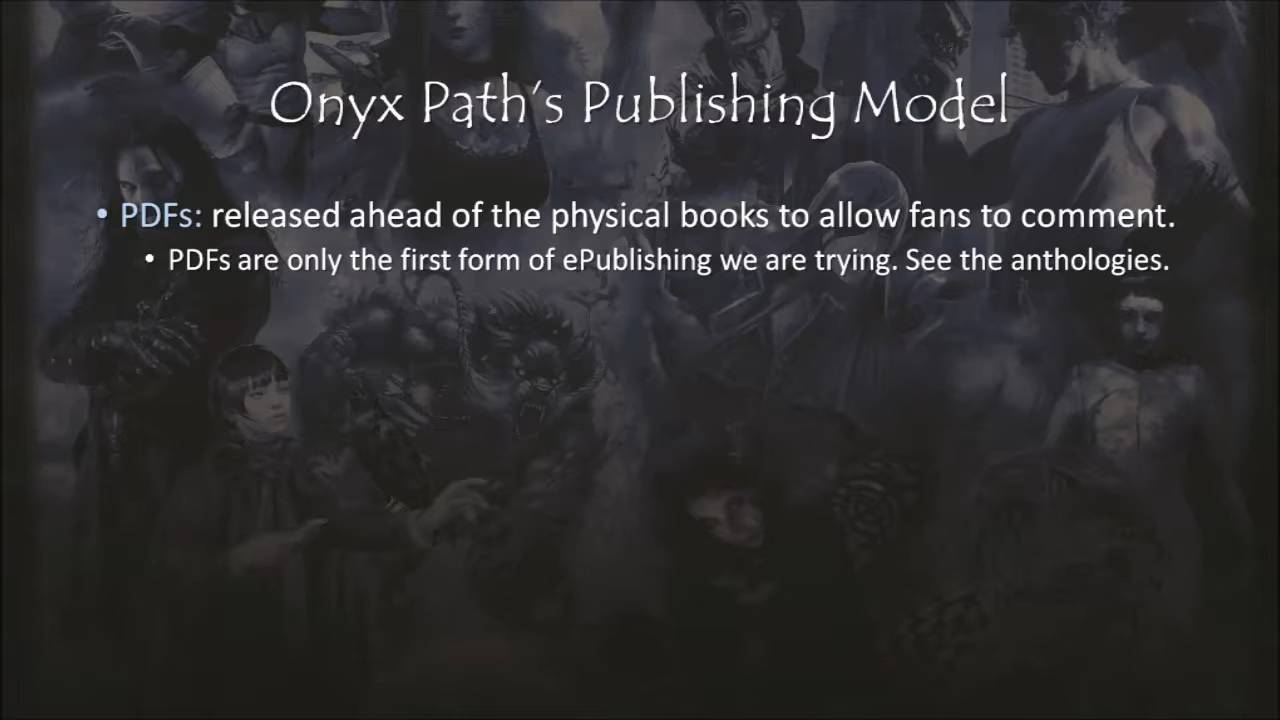 Onyx Path's Publishing Model
• PDFs: released ahead of the physical books to allow fans to comment.
• PDFs are only the first form of ePublishing we are trying. See the anthologies.